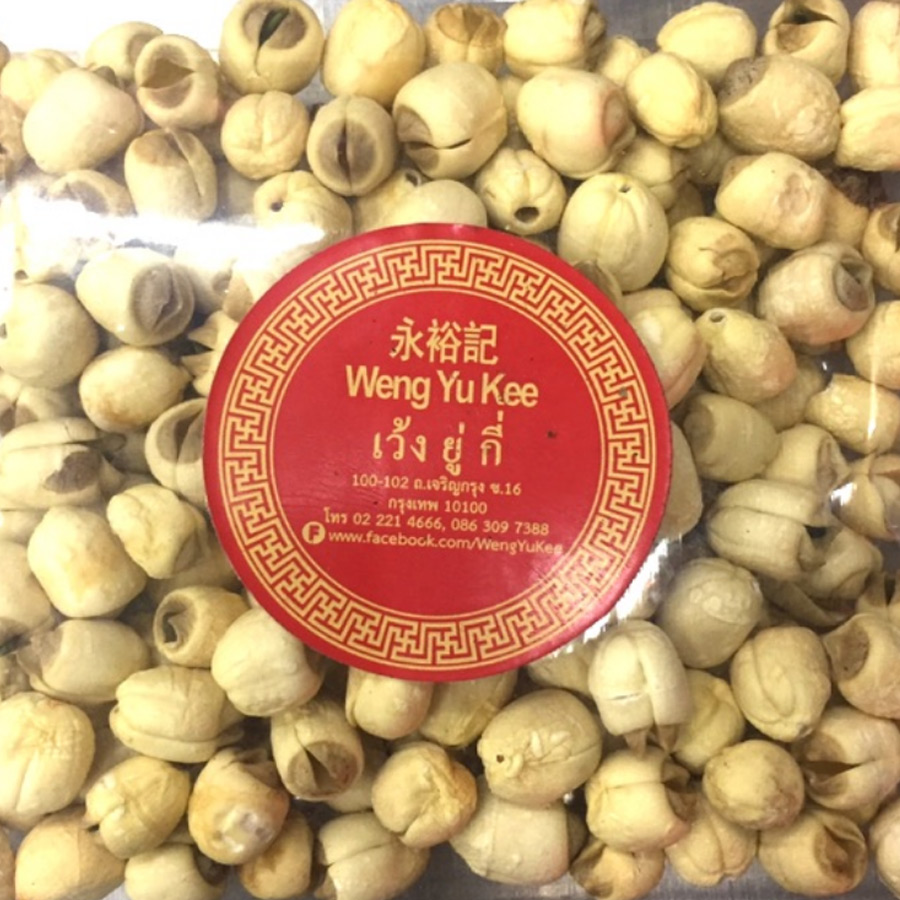 永裕記
Weng Yu Kee
เว้ง ยู่ กี่
100-102 ถ.เจริญกรุง ซ.16
กรุงเทพ 10100
โทร 02 221 4666, 086 309 7388
www.facebook.com/WengYuKee